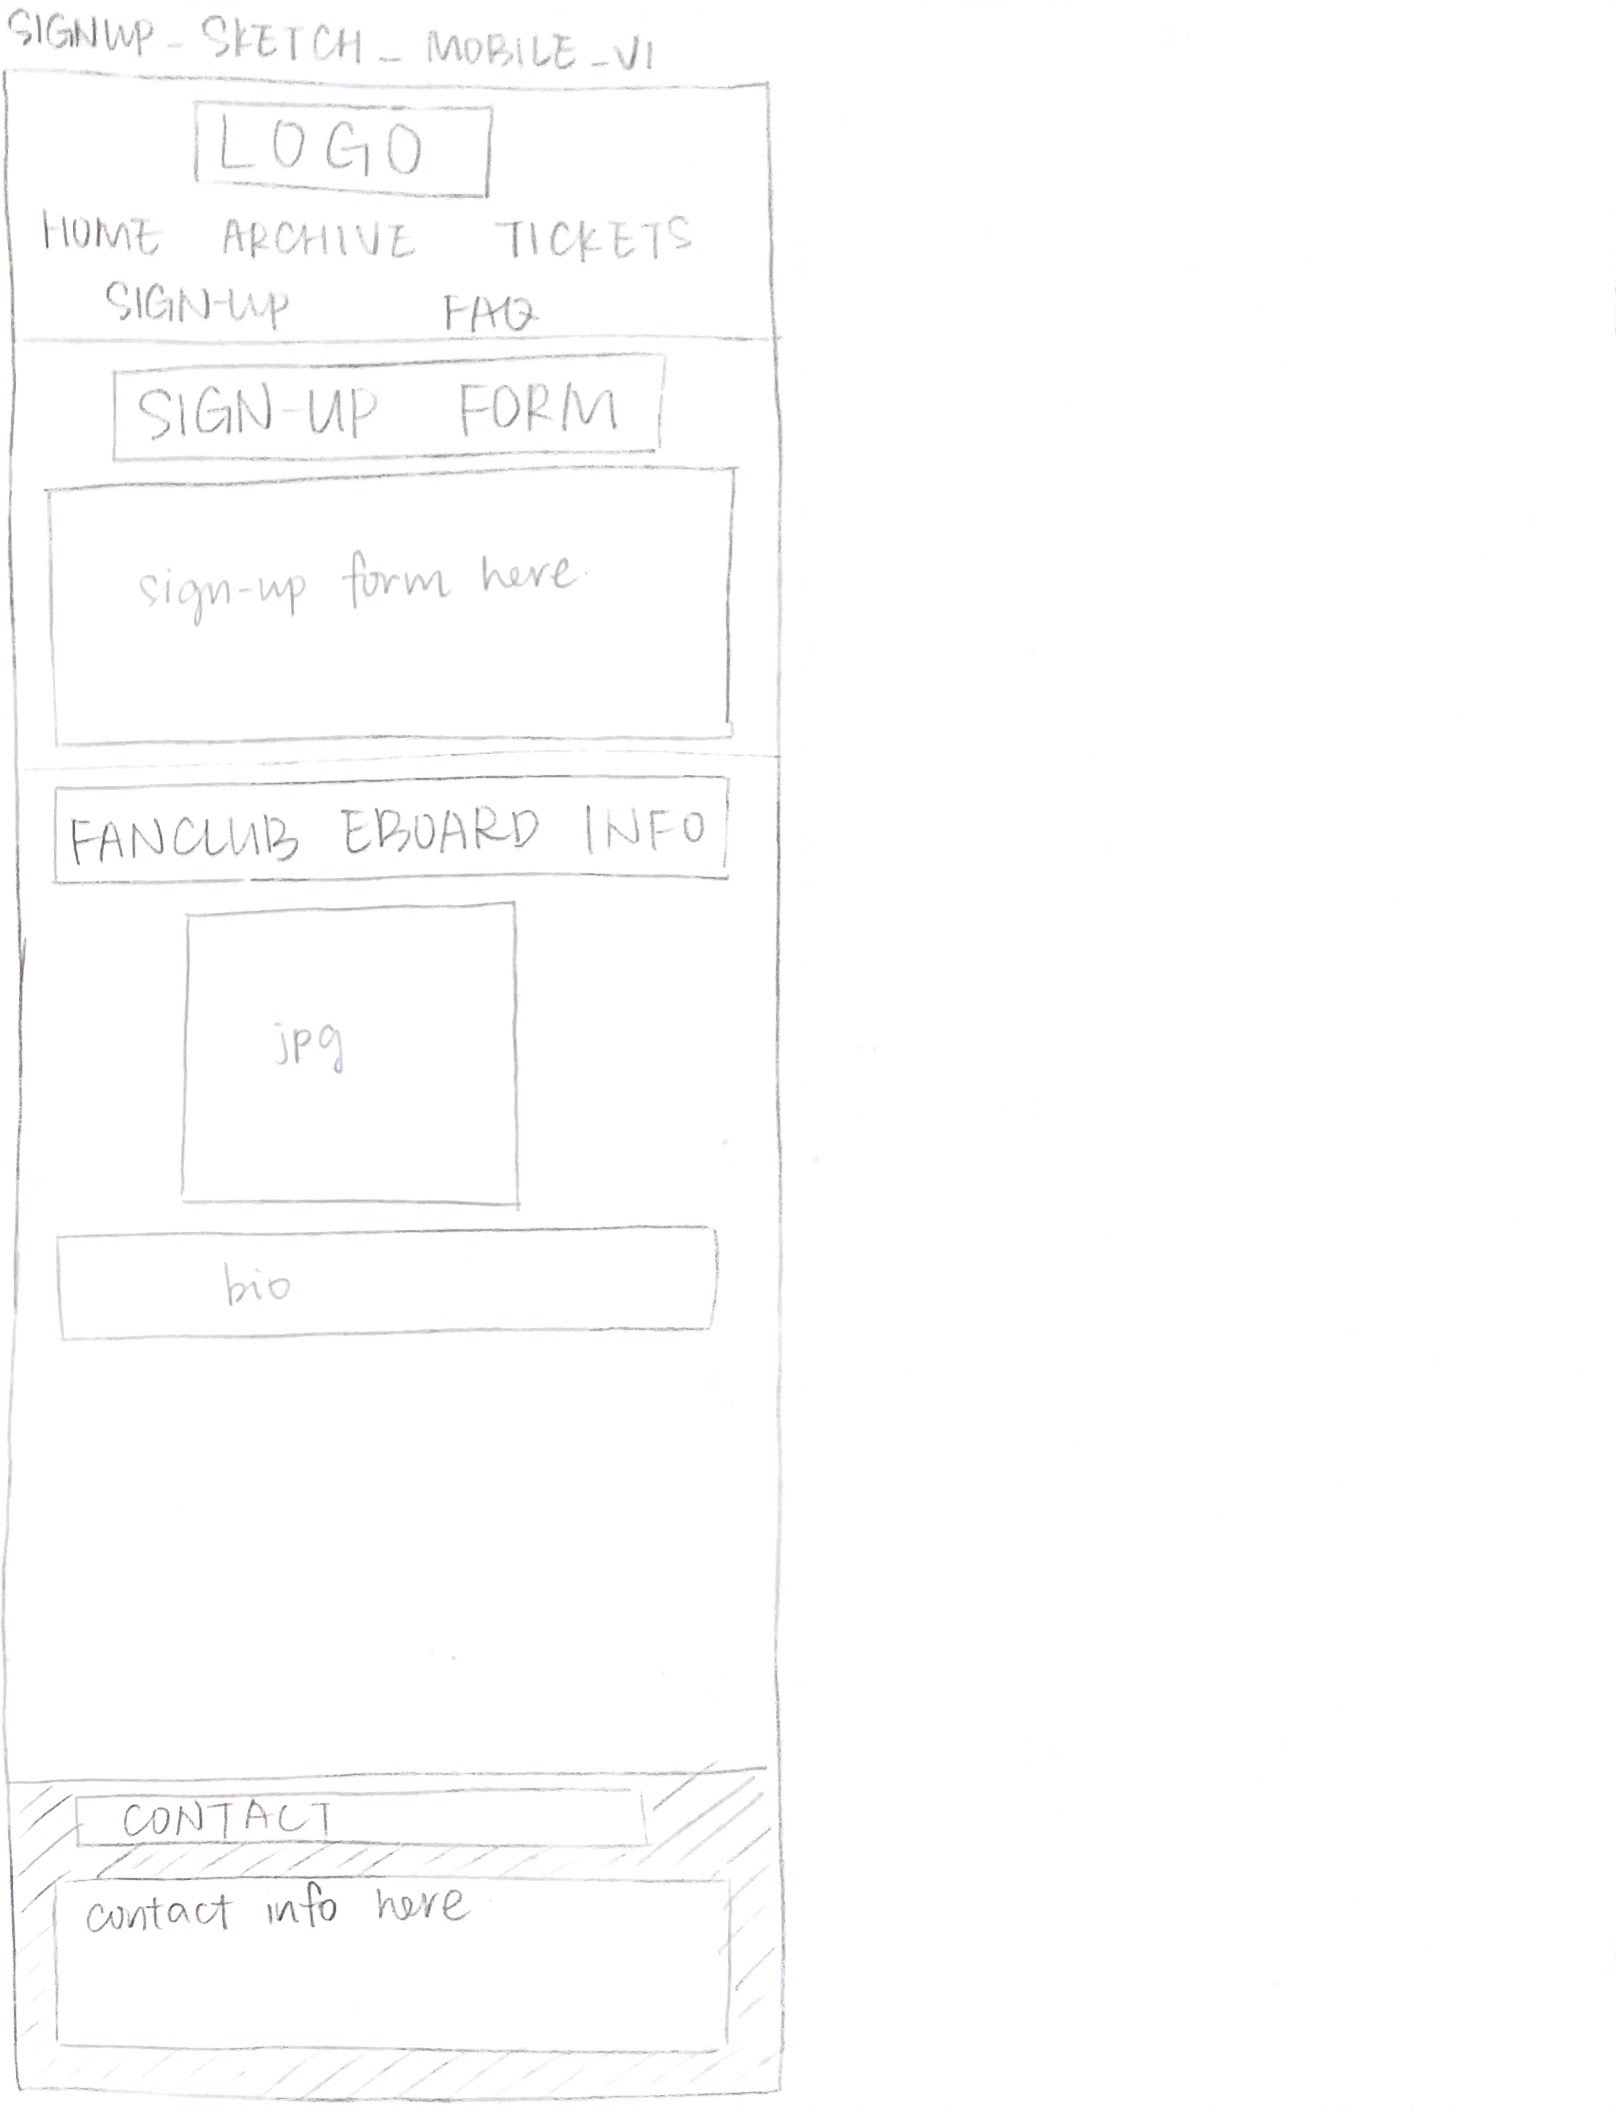 SIGNUP_SKETCH_MOBILE_V1
LOGO
HOME ARCHIVE TICKETS
SIGN-UP FAQ
SIGN-UP FORM
sign-up form here
FANCLUB EBOARD INFO
jpg
bio
CONTACT
contact info here